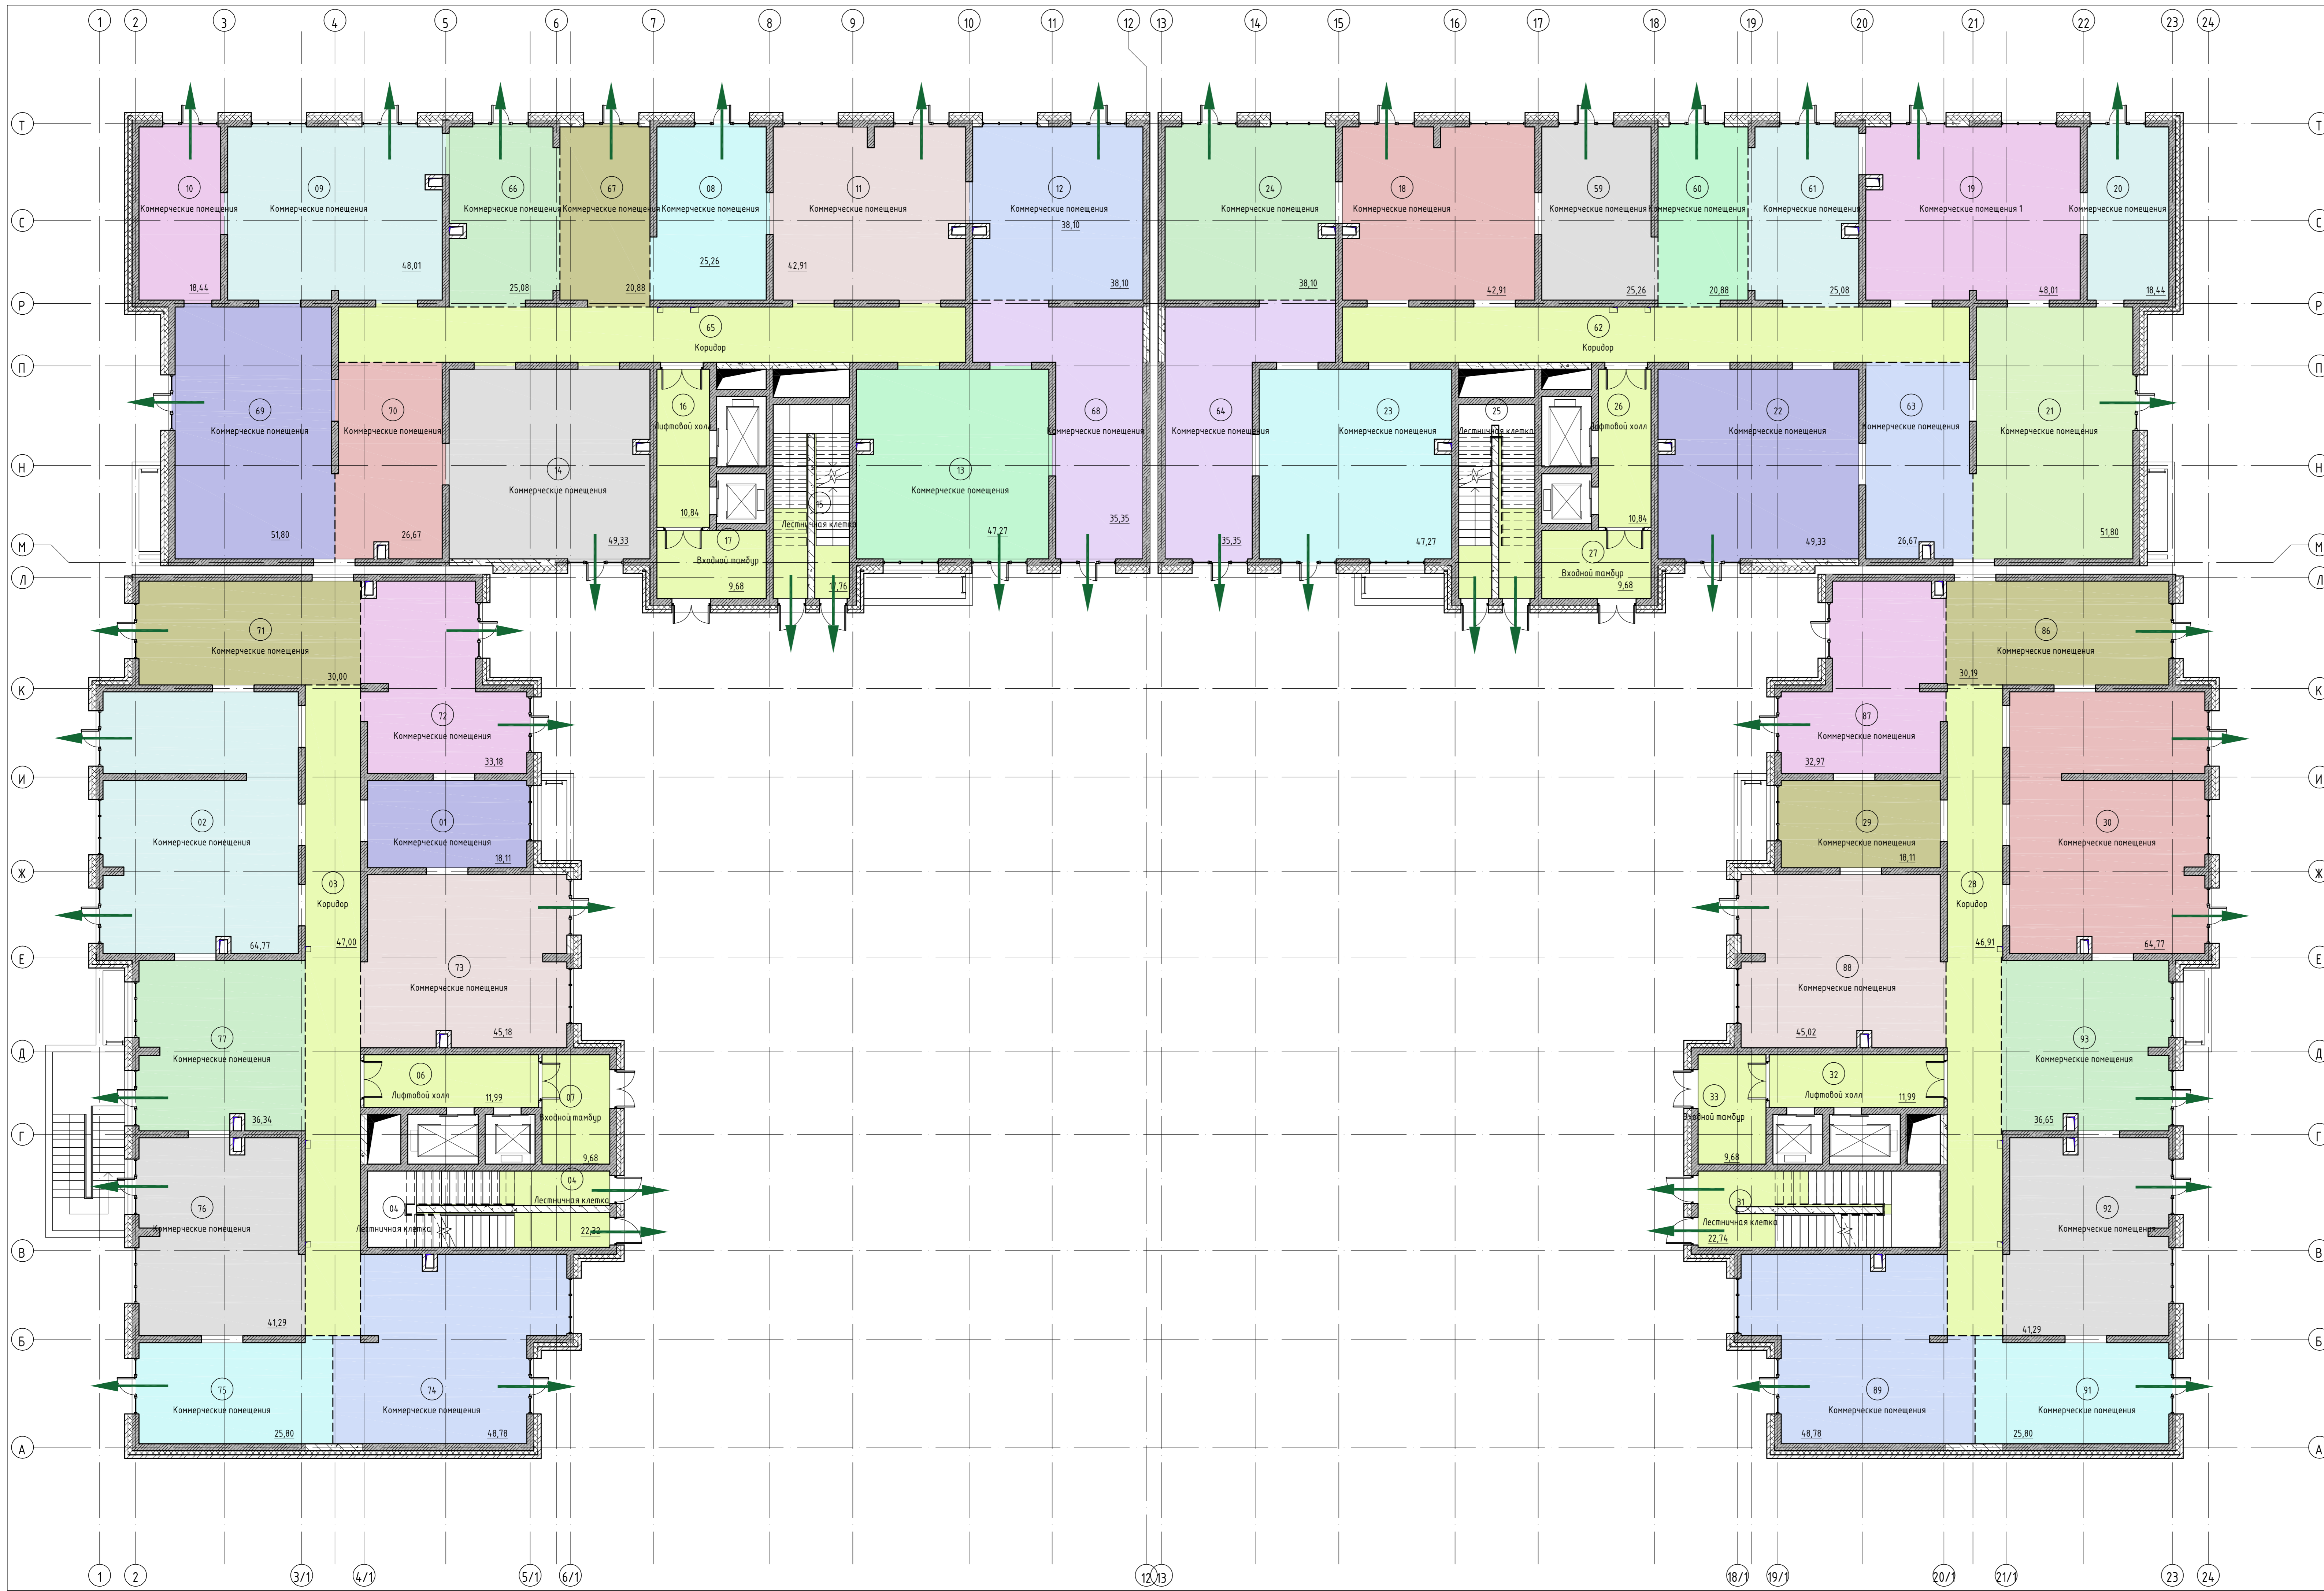 1 2 3 4 5 6 7 8 9 10 11 12 13 14 15 16 17 18 19 20 21 22 23 24
Т Т
10 09 66 67 08 11 12 24 18 59 60 61 19 20
Коммерческие помещения Коммерческие помещения Коммерческие помещения Коммерческие помещения Коммерческие помещения Коммерческие помещения Коммерческие помещения Коммерческие помещения Коммерческие помещения Коммерческие помещения Коммерческие помещения Коммерческие помещения Коммерческие помещения 1 Коммерческие помещения
С С
38,10
48,01 25,26 42,91
18,44 25,08 20,88 38,10 38,10 42,91 25,26 20,88 25,08 48,01 18,44
Р Р
65 62
Коридор Коридор
П П
69 70 16 68 64 23 25 26 22 63 21
Коммерческие помещения Коммерческие помещения Лифтовой холл Коммерческие помещения Коммерческие помещения Коммерческие помещения Лестничная клетка Лифтовой холл Коммерческие помещения Коммерческие помещения Коммерческие помещения
Н Н
14 13
Коммерческие помещения Коммерческие помещения
15
Лестничная клетка
10,84 35,35 10,84
51,80 26,67 49,33 47,27 35,35 47,27 49,33 26,67 51,80
М М
17 27
Входной тамбур Входной тамбур
9,68 17,76 9,68
Л Л
71 86
Коммерческие помещения Коммерческие помещения
30,00 30,19
К К
72 87
Коммерческие помещения Коммерческие помещения
33,18 32,97
И И
02 01 29 30
Коммерческие помещения Коммерческие помещения Коммерческие помещения Коммерческие помещения
18,11 18,11
Ж Ж
03 28
Коридор Коридор
64,77 47,00 46,91 64,77
Е Е
73 88
Коммерческие помещения Коммерческие помещения
45,18 45,02
77 93
Д Д
Коммерческие помещения Коммерческие помещения
06 07 33 32
Лифтовой холл 11,99 Лифтовой холл 11,99
Входной тамбур Входной тамбур
36,34 36,65
Г Г
9,68 9,68
04 04 31
Лестничная клетка Лестничная клетка Лестничная клетка
76 92
Коммерческие помещения Коммерческие помещения
22,32 22,74
В В
41,29 41,29
Б Б
75 74 89 91
Коммерческие помещения Коммерческие помещения Коммерческие помещения Коммерческие помещения
25,80 48,78 48,78 25,80
А А
1 2 3/1 4/1 5/1 6/1 12 13 18/1 19/1 20/1 21/1 23 24